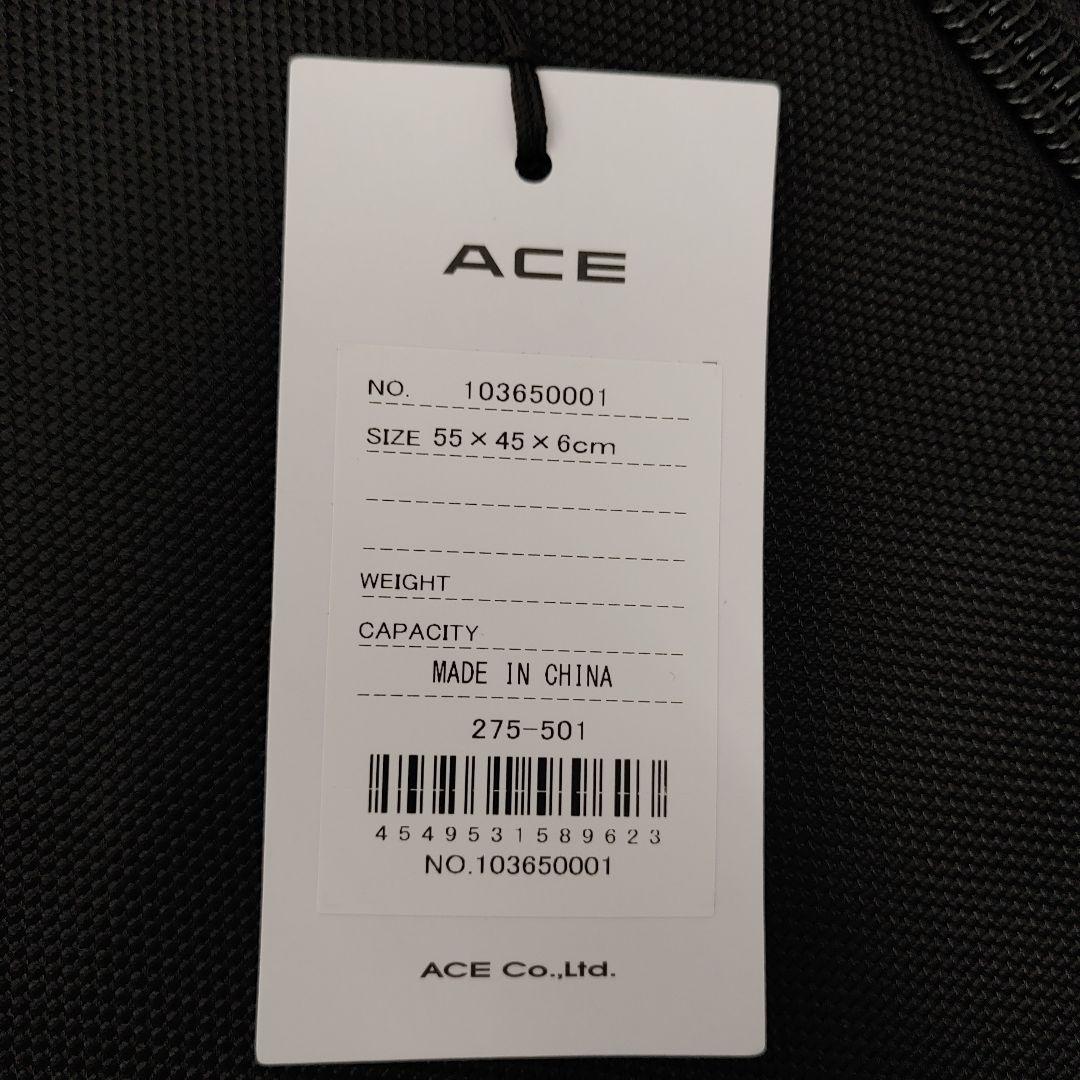 ACE
NO. 103650001
SIZE 55×45×6cm
WEIGHT
CAPACITY
MADE IN CHINA
275-501
4549531589623
NO.103650001
ACE Co.,Ltd.